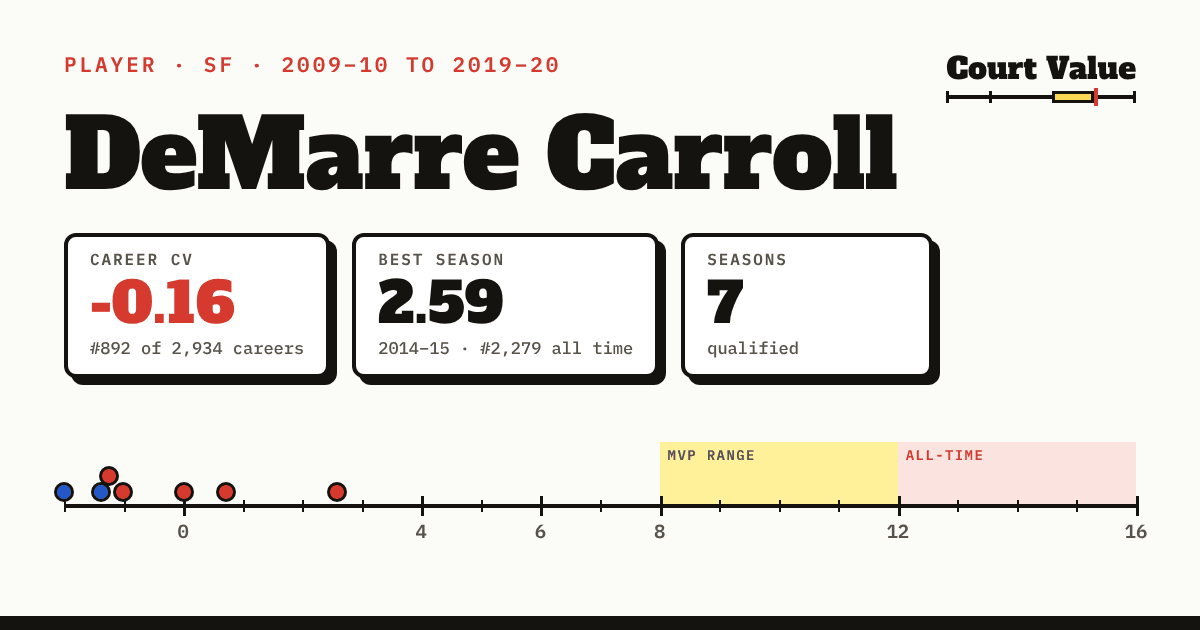 PLAYER · SF · 2009–10 TO 2019–20
Court Value
DeMarre Carroll
CAREER CV
-0.16
#892 of 2,934 careers
BEST SEASON
2.59
2014–15 · #2,279 all time
SEASONS
7
qualified
MVP RANGE
ALL-TIME
0 4 6 8 12 16